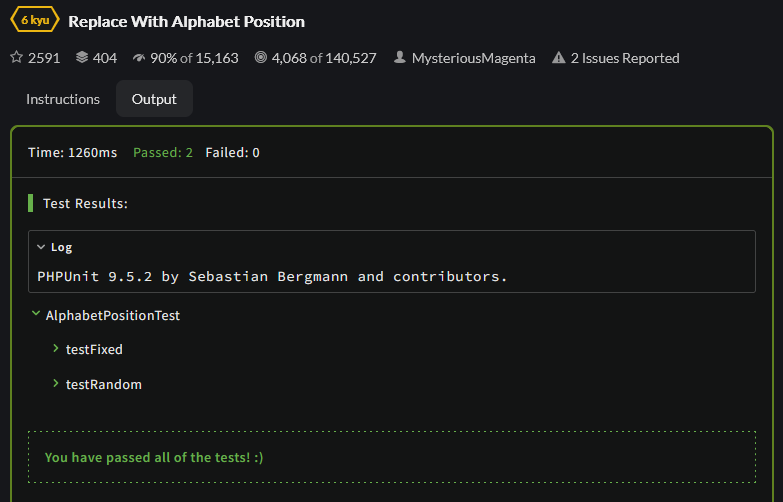 6 kyu Replace With Alphabet Position
2591 404 90% of 15,163 4,068 of 140,527 MysteriousMagenta 2 Issues Reported
Instructions Output
Time: 1260ms Passed: 2 Failed: 0
Test Results:
Log
PHPUnit 9.5.2 by Sebastian Bergmann and contributors.
AlphabetPositionTest
testFixed
testRandom
You have passed all of the tests! :)